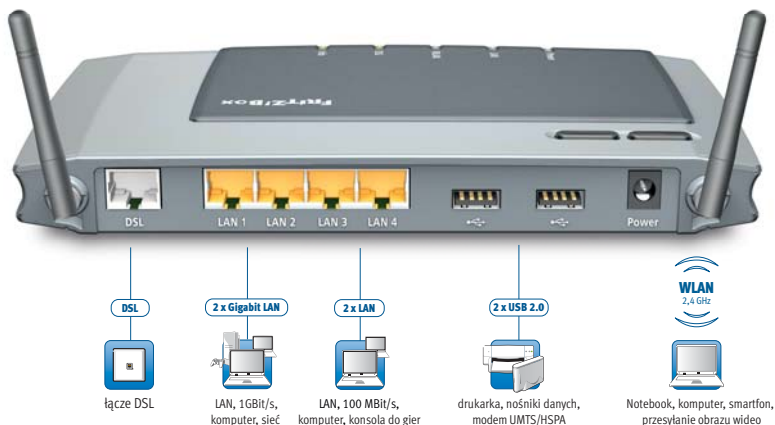 FRITZ!Box
DSL
LAN 1
LAN 2
LAN 3
LAN 4
Power
DSL
2 x Gigabit LAN
2 x LAN
2 x USB 2.0
WLAN
2,4 GHz
łącze DSL
LAN, 1GBit/s,
komputer, sieć
LAN, 100 MBit/s,
komputer, konsola do gier
drukarka, nośniki danych,
modem UMTS/HSPA
Notebook, komputer, smartfon,
przesyłanie obrazu wideo